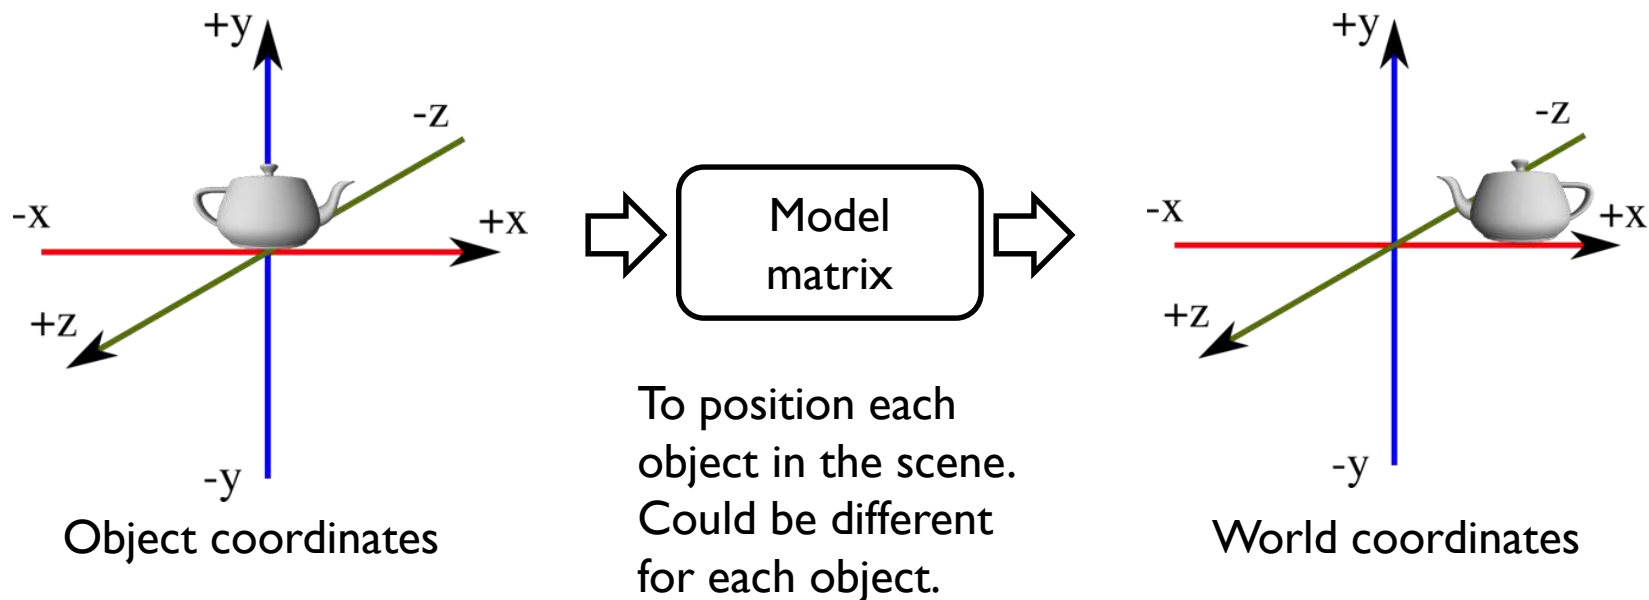 +y
-z
-x
+x
+z
-y
Object coordinates
Model
matrix
To position each
object in the scene.
Could be different
for each object.
+y
-z
-x
+x
+z
-y
World coordinates